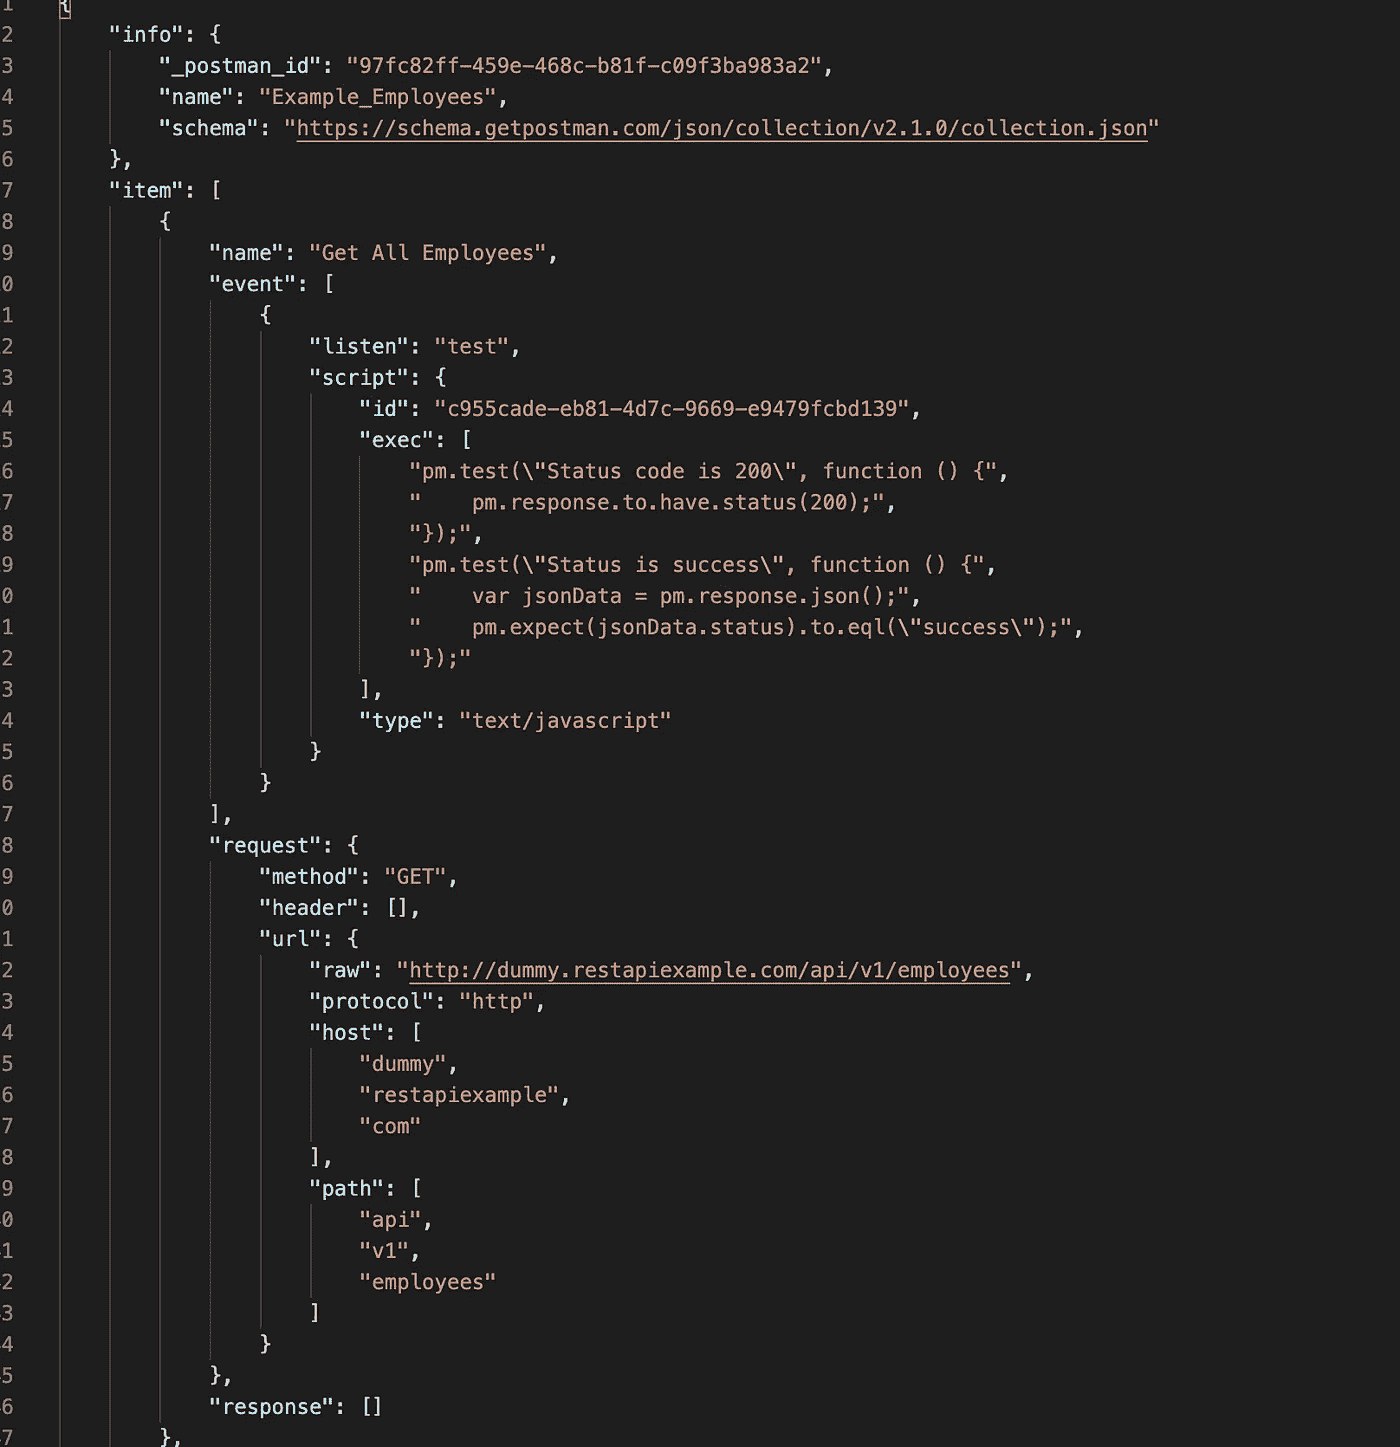 1 {
2 "info": {
3 "_postman_id": "97fc82ff-459e-468c-b81f-c09f3ba983a2",
4 "name": "Example_Employees",
5 "schema": "https://schema.getpostman.com/json/collection/v2.1.0/collection.json"
6 },
7 "item": [
8 {
9 "name": "Get All Employees",
0 "event": [
1 {
2 "listen": "test",
3 "script": {
4 "id": "c955cade-eb81-4d7c-9669-e9479fcbd139",
5 "exec": [
6 "pm.test(\"Status code is 200\", function () {",
7 "    pm.response.to.have.status(200);",
8 "});",
9 "pm.test(\"Status is success\", function () {",
0 "    var jsonData = pm.response.json();",
1 "    pm.expect(jsonData.status).to.eql(\"success\");",
2 "});"
3 ],
4 "type": "text/javascript"
5 }
6 }
7 ],
8 "request": {
9 "method": "GET",
0 "header": [],
1 "url": {
2 "raw": "http://dummy.restapiexample.com/api/v1/employees",
3 "protocol": "http",
4 "host": [
5 "dummy",
6 "restapiexample",
7 "com"
8 ],
9 "path": [
0 "api",
1 "v1",
2 "employees"
3 ]
4 }
5 },
6 "response": []
7 },